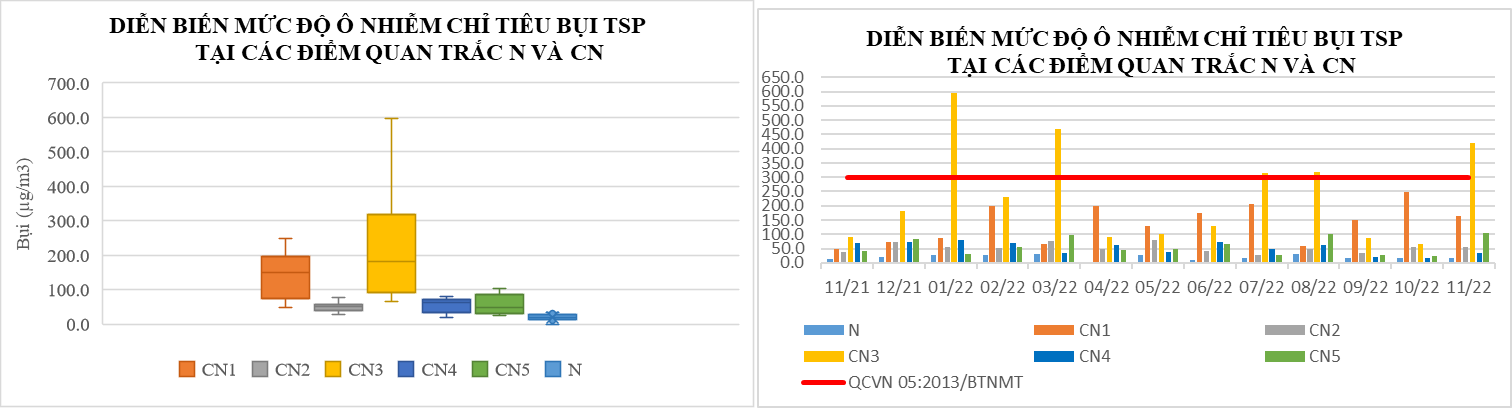 DIỄN BIẾN MỨC ĐỘ Ô NHIỄM CHỈ TIÊU BỤI TSP
TẠI CÁC ĐIỂM QUAN TRẮC N VÀ CN
700.0
600.0
500.0
400.0
300.0
200.0
100.0
0.0
Bụi (µg/m3)
CN1 CN2 CN3 CN4 CN5 N
DIỄN BIẾN MỨC ĐỘ Ô NHIỄM CHỈ TIÊU BỤI TSP
TẠI CÁC ĐIỂM QUAN TRẮC N VÀ CN
650.0
600.0
550.0
500.0
450.0
400.0
350.0
300.0
250.0
200.0
150.0
100.0
50.0
0.0
11/21 12/21 01/22 02/22 03/22 04/22 05/22 06/22 07/22 08/22 09/22 10/22 11/22
N CN1 CN2
CN3 CN4 CN5
QCVN 05:2013/BTNMT